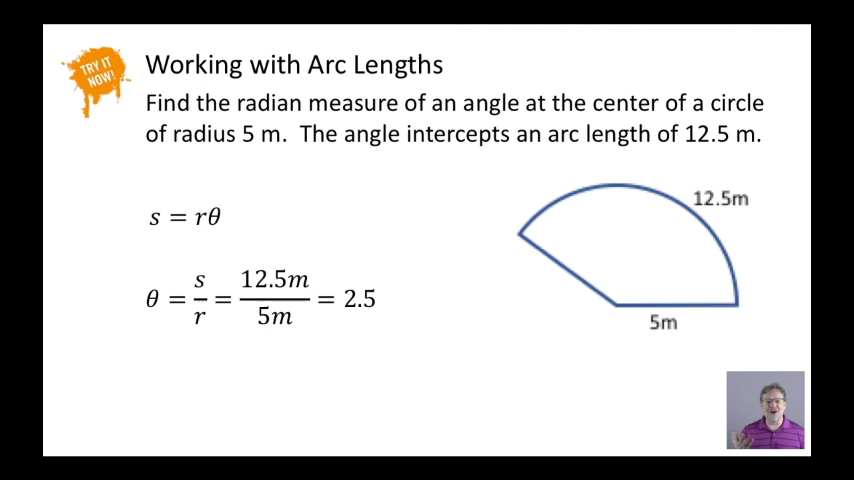 TRY IT
NOW!
Working with Arc Lengths
Find the radian measure of an angle at the center of a circle
of radius 5 m.  The angle intercepts an arc length of 12.5 m.
12.5m
s = rθ
θ = s/r = 12.5m/5m = 2.5
5m